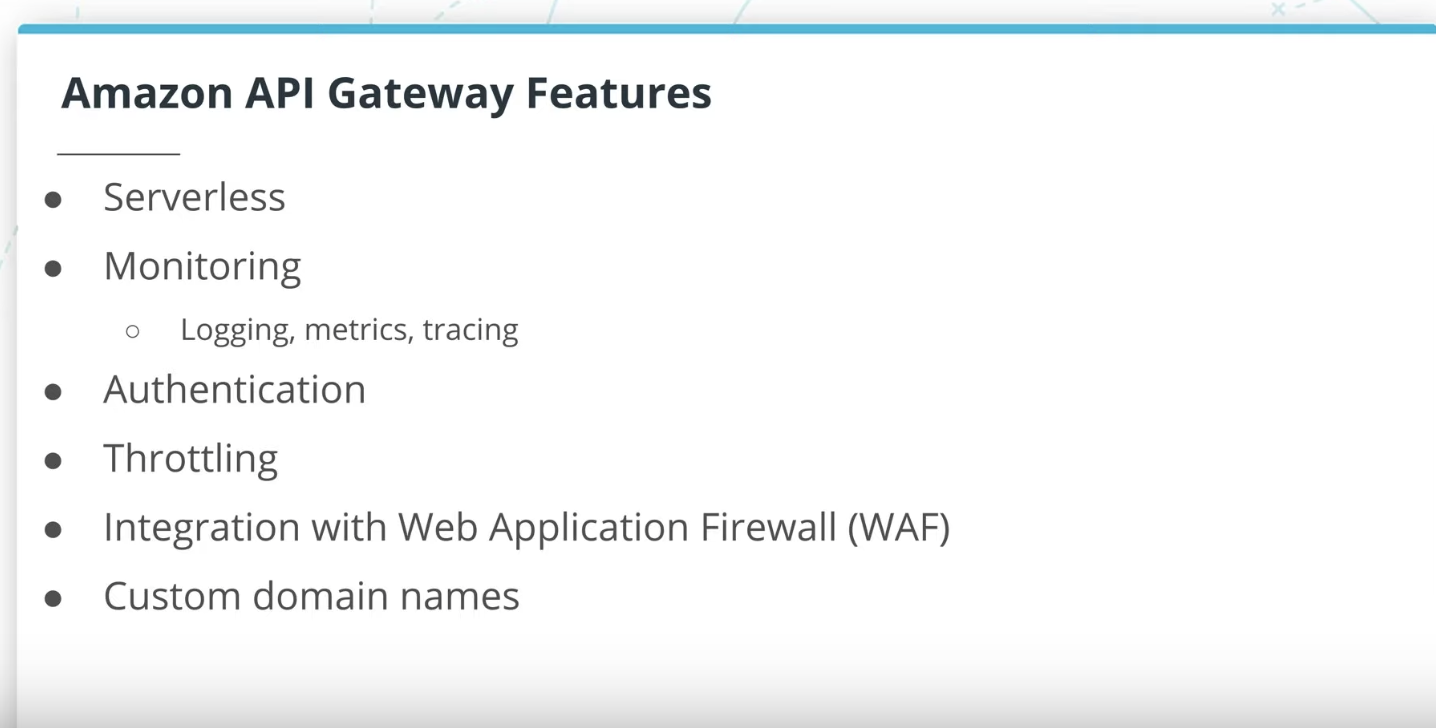 Amazon API Gateway Features
● Serverless
● Monitoring
○ Logging, metrics, tracing
● Authentication
● Throttling
● Integration with Web Application Firewall (WAF)
● Custom domain names